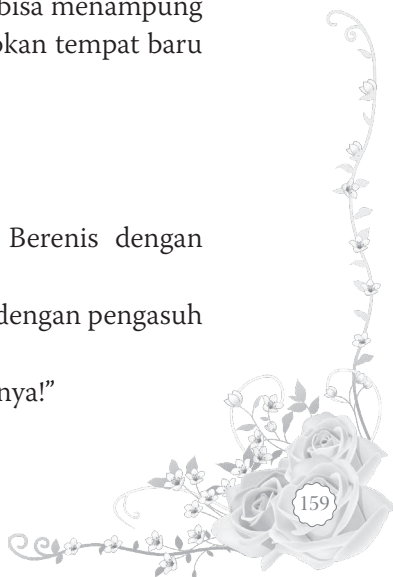 bisa menampung
kan tempat baru
Berenis dengan
dengan pengasuh
nya!”
159